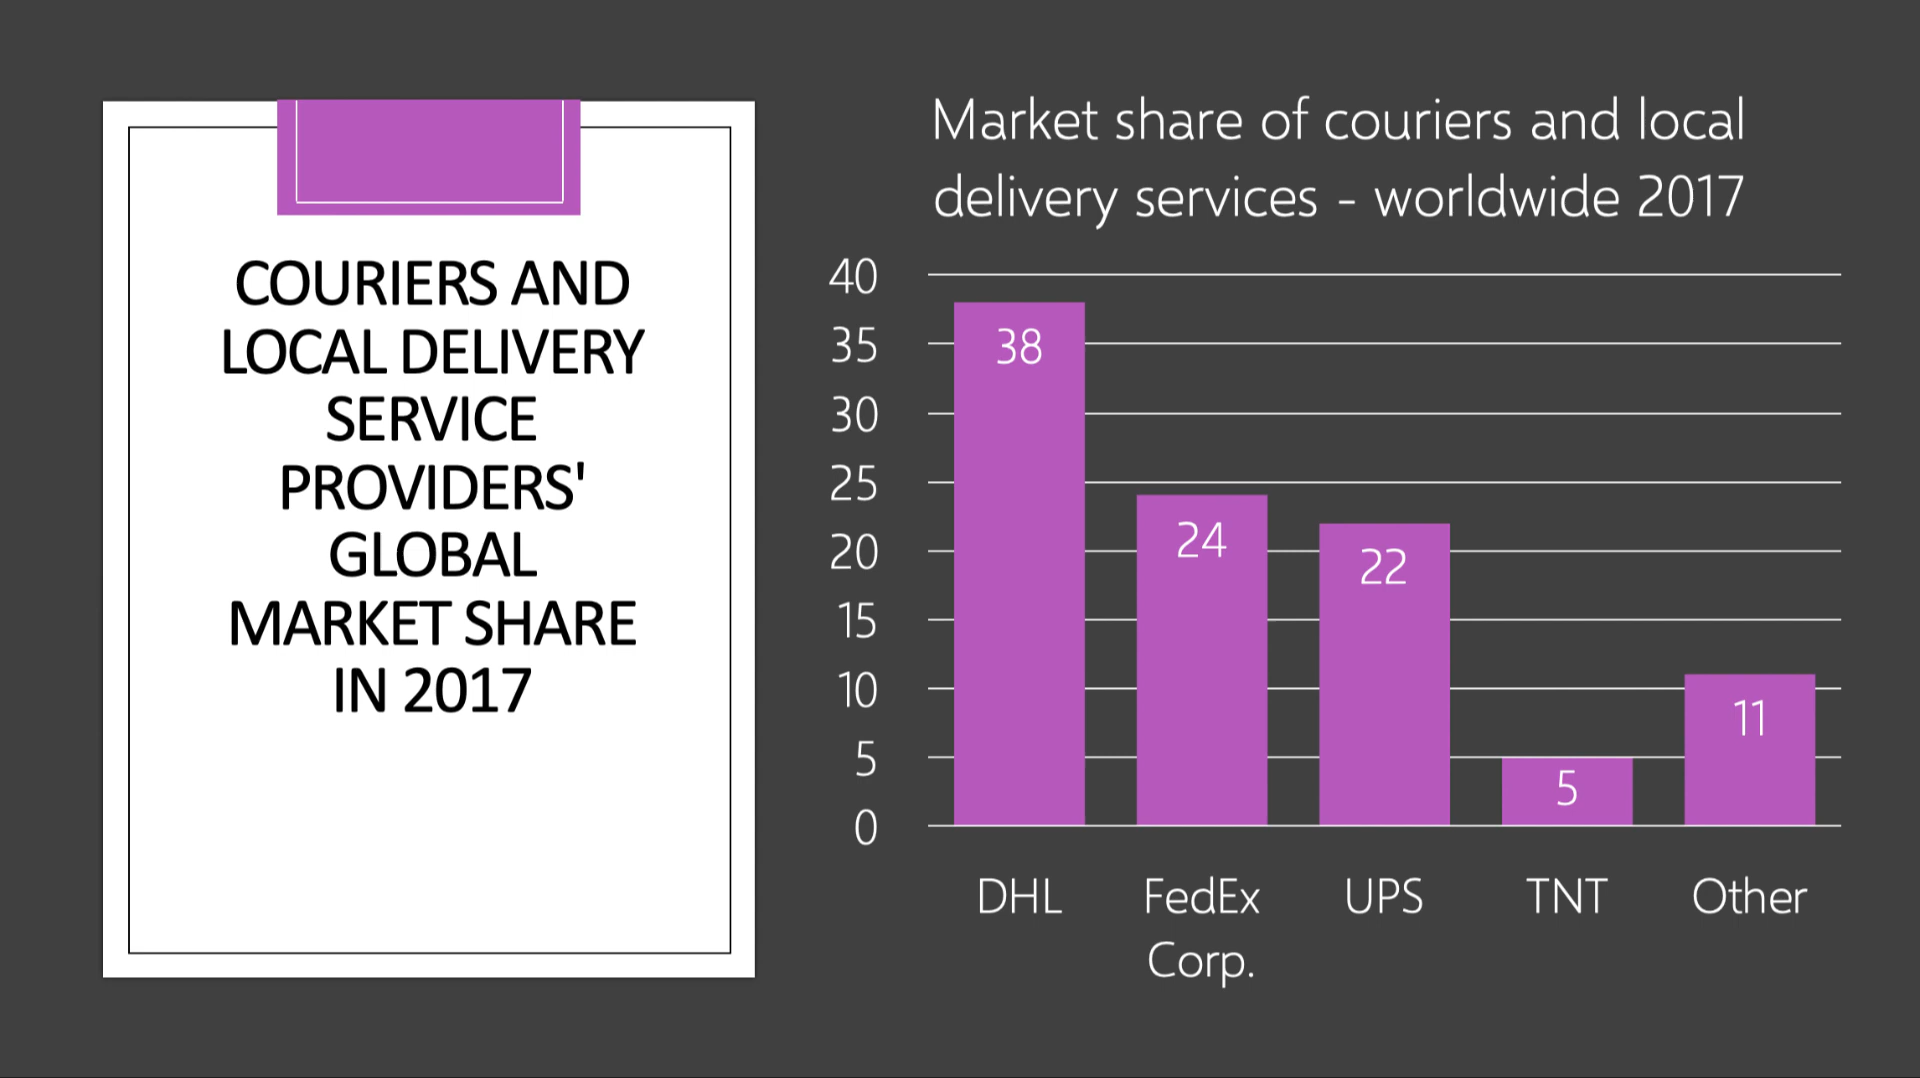 COURIERS AND
LOCAL DELIVERY
SERVICE
PROVIDERS'
GLOBAL
MARKET SHARE
IN 2017
Market share of couriers and local
delivery services - worldwide 2017
40
35
30
25
20
15
10
5
0
38
24
22
5
11
DHL
FedEx
Corp.
UPS
TNT
Other